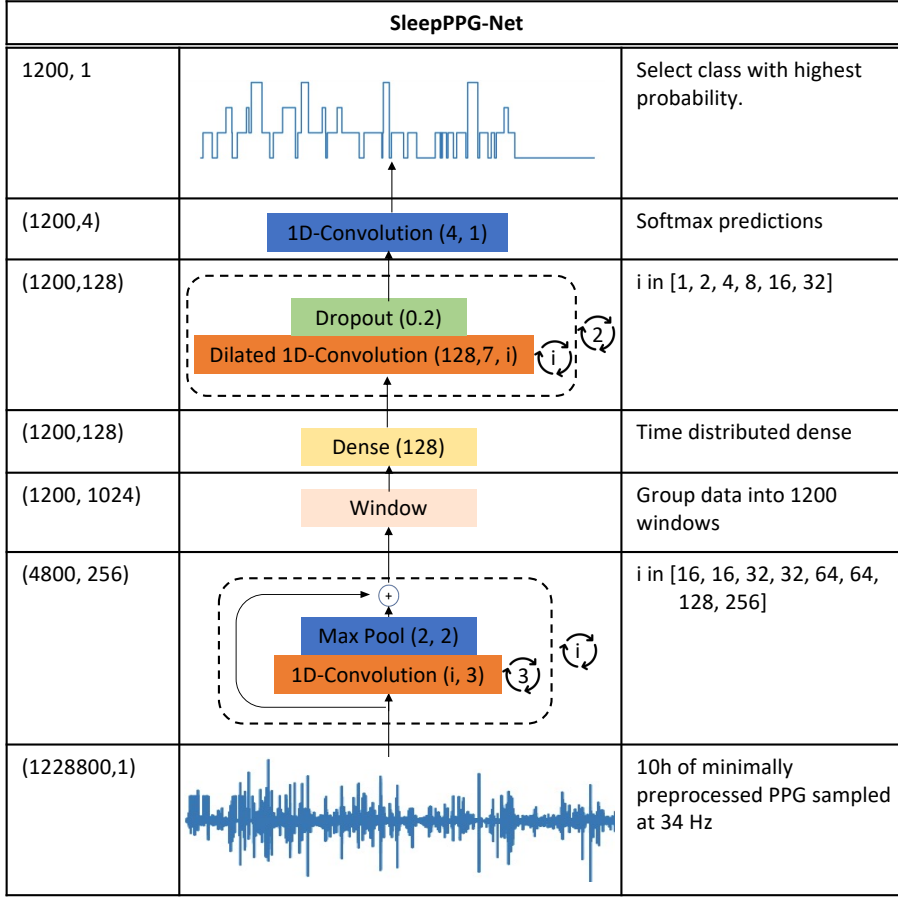 SleepPPG-Net
1200, 1
Select class with highest
probability.
(1200,4)
1D-Convolution (4, 1)
Softmax predictions
(1200,128)
Dropout (0.2)
Dilated 1D-Convolution (128,7, i)
i
2
i in [1, 2, 4, 8, 16, 32]
(1200,128)
Dense (128)
Time distributed dense
(1200, 1024)
Window
Group data into 1200
windows
(4800, 256)
+
Max Pool (2, 2)
1D-Convolution (i, 3)
3
i
i in [16, 16, 32, 32, 64, 64,
128, 256]
(1228800,1)
10h of minimally
preprocessed PPG sampled
at 34 Hz